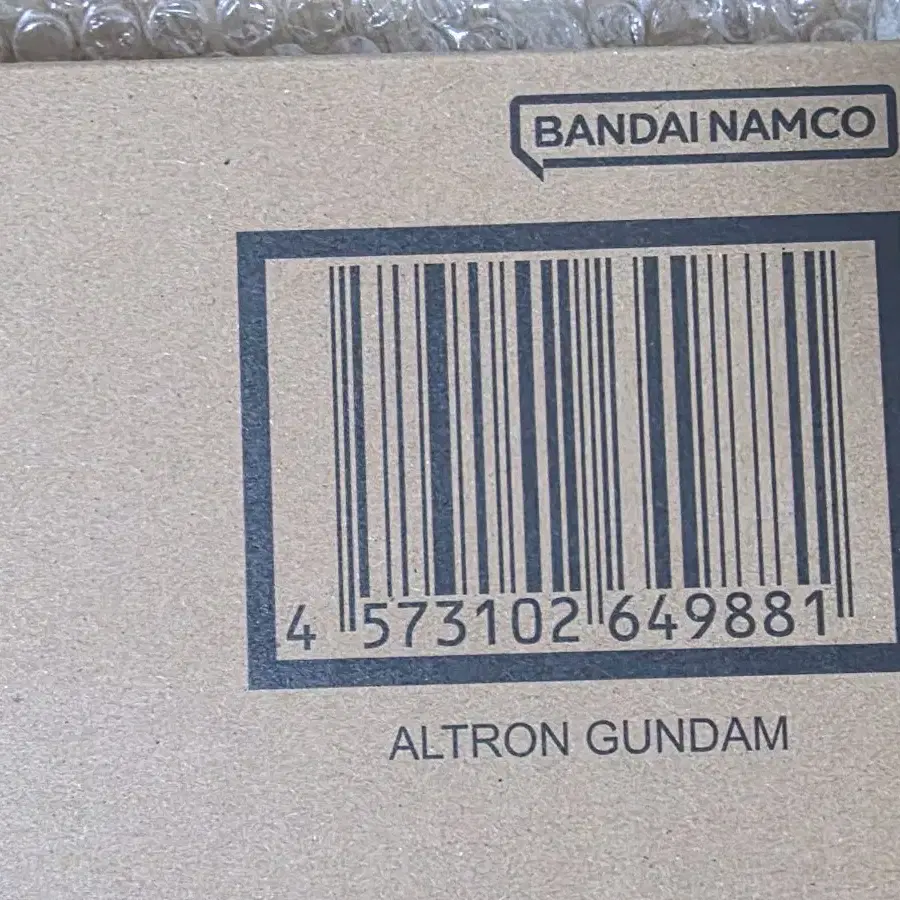 BANDAI NAMCO
4 573102 649881
ALTRON GUNDAM